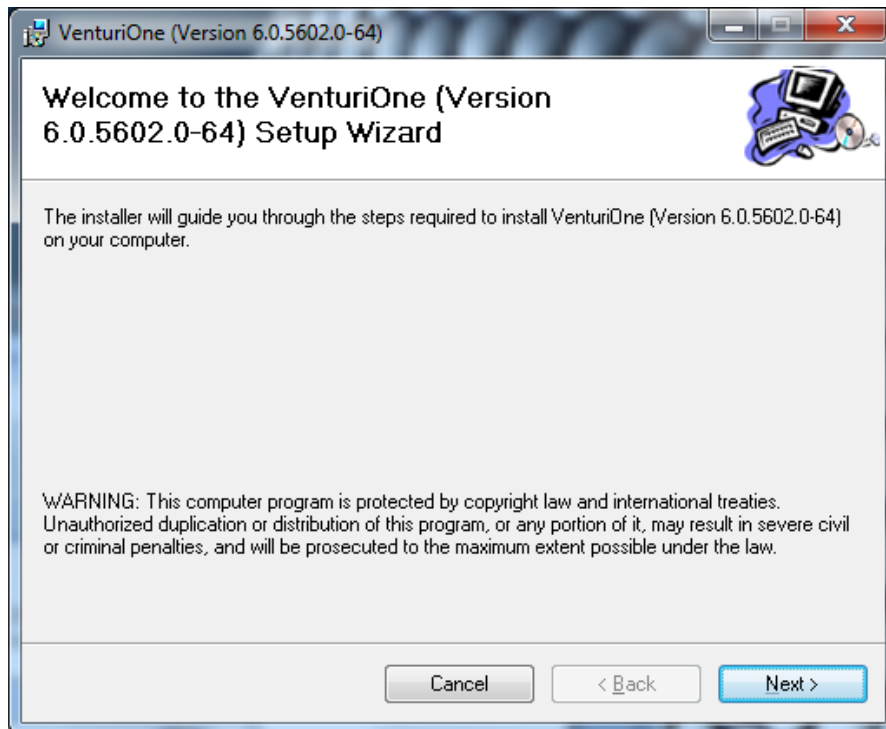 VenturiOne (Version 6.0.5602.0-64)
Welcome to the VenturiOne (Version
6.0.5602.0-64) Setup Wizard
The installer will guide you through the steps required to install VenturiOne (Version 6.0.5602.0-64)
on your computer.
WARNING: This computer program is protected by copyright law and international treaties.
Unauthorized duplication or distribution of this program, or any portion of it, may result in severe civil
or criminal penalties, and will be prosecuted to the maximum extent possible under the law.
Cancel < Back Next >